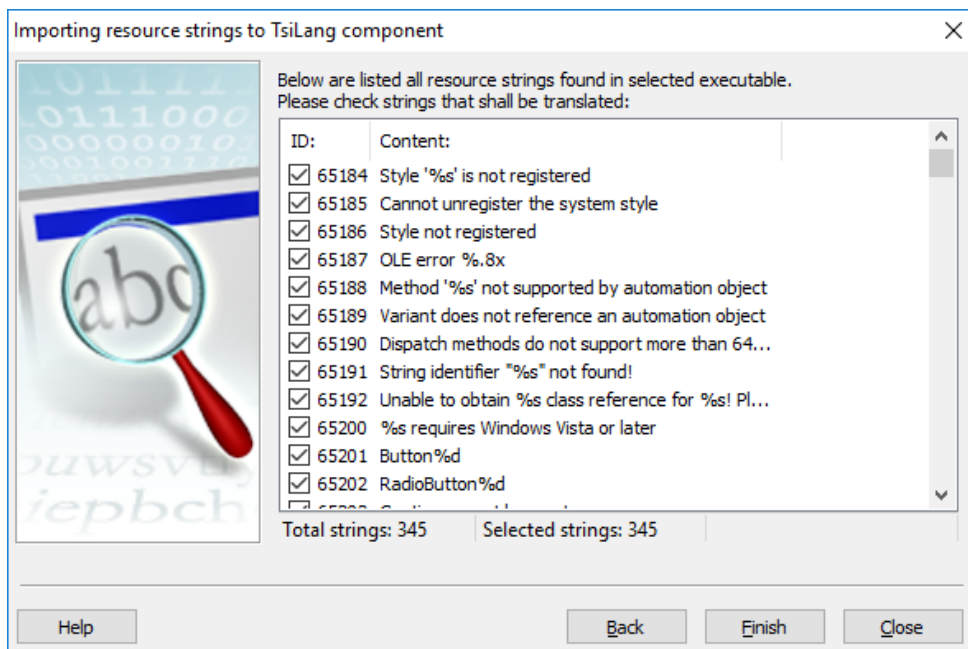 Importing resource strings to TsiLang component
Below are listed all resource strings found in selected executable.
Please check strings that shall be translated:
ID: Content:
65184 Style '%s' is not registered
65185 Cannot unregister the system style
65186 Style not registered
65187 OLE error %.8x
65188 Method '%s' not supported by automation object
65189 Variant does not reference an automation object
65190 Dispatch methods do not support more than 64...
65191 String identifier "%s" not found!
65192 Unable to obtain %s class reference for %s! Pl...
65200 %s requires Windows Vista or later
65201 Button%d
65202 RadioButton%d
Total strings: 345 Selected strings: 345
abc
Help Back Finish Close